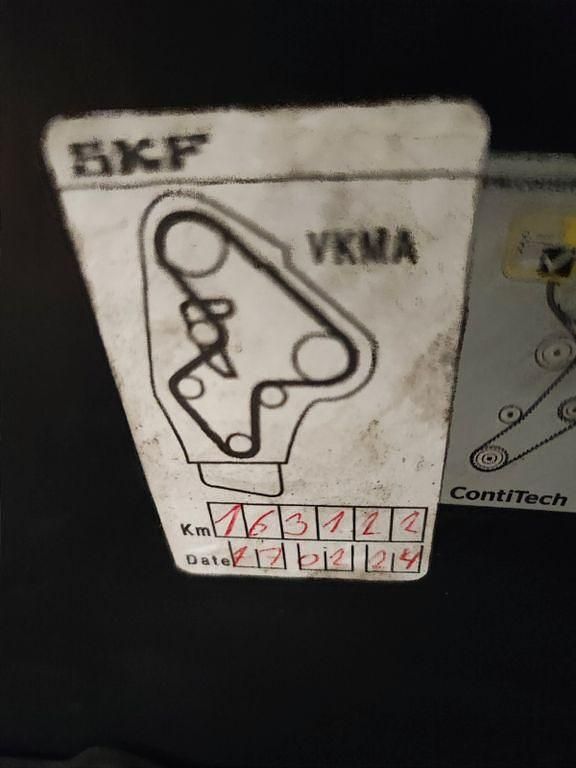 SKF
VKMA
Km 163122
Date 17 02 24
ContiTech